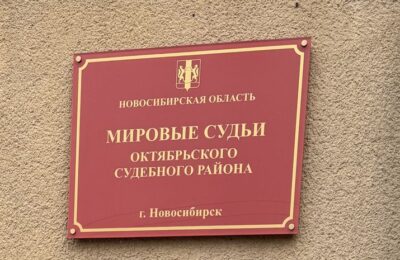 НОВОСИБИРСКАЯ ОБЛАСТЬ
МИРОВЫЕ СУДЬИ
ОКТЯБРЬСКОГО
СУДЕБНОГО РАЙОНА
г. Новосибирск